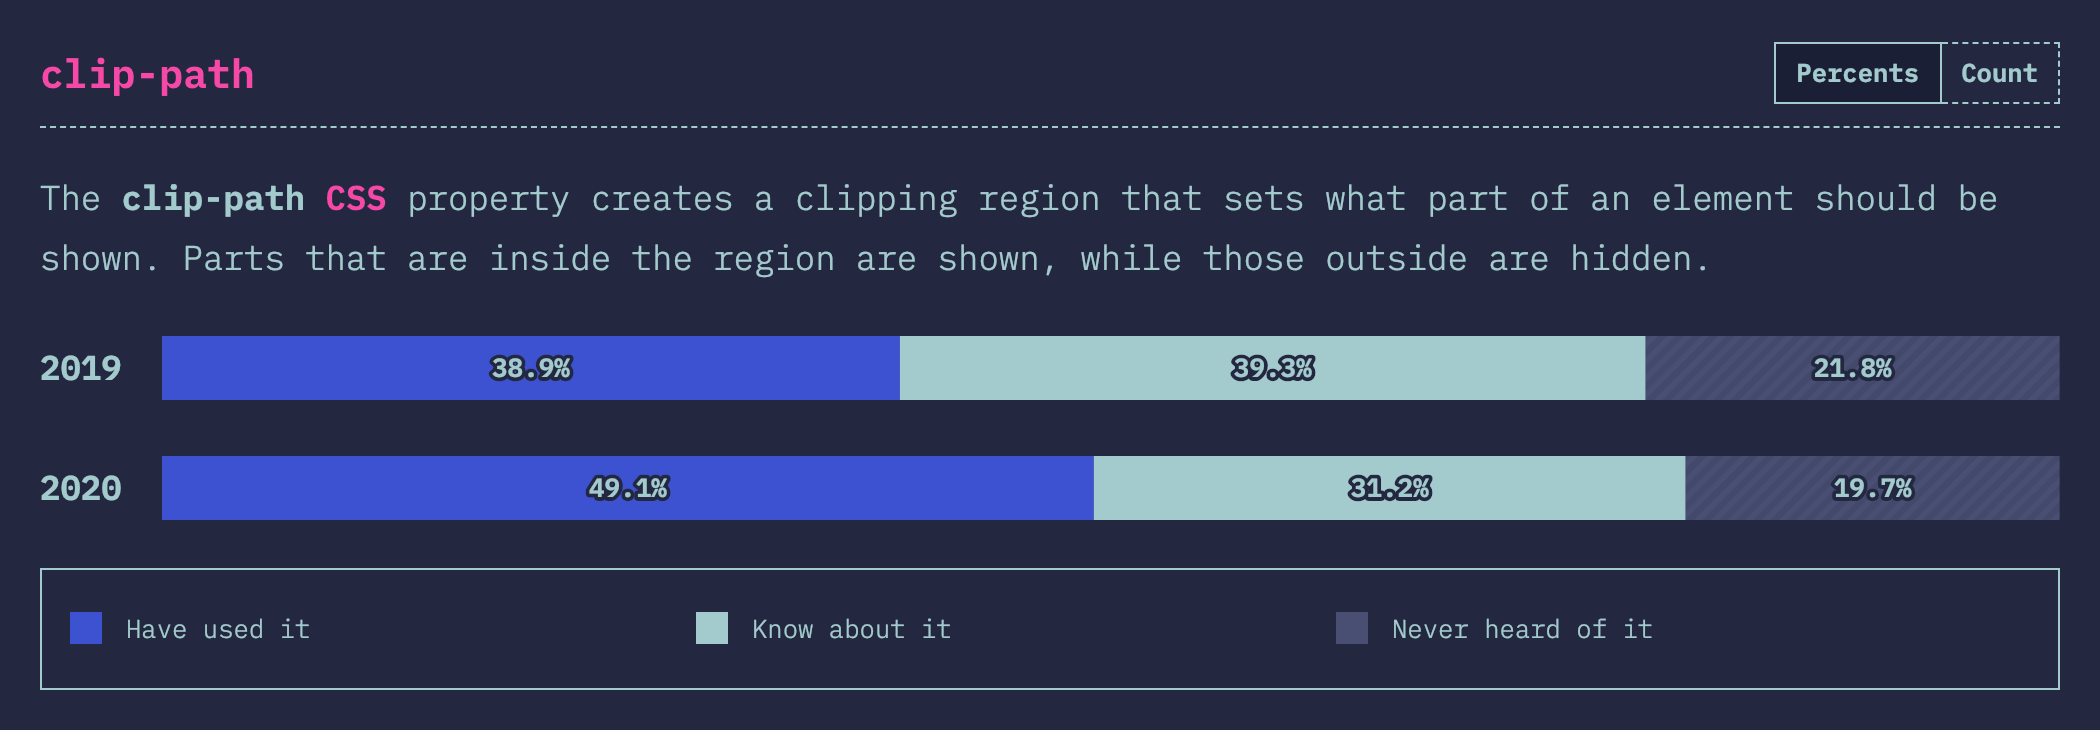 clip-path
Percents Count
The clip-path CSS property creates a clipping region that sets what part of an element should be
shown. Parts that are inside the region are shown, while those outside are hidden.
2019 38.9% 39.3% 21.8%
2020 49.1% 31.2% 19.7%
Have used it Know about it Never heard of it